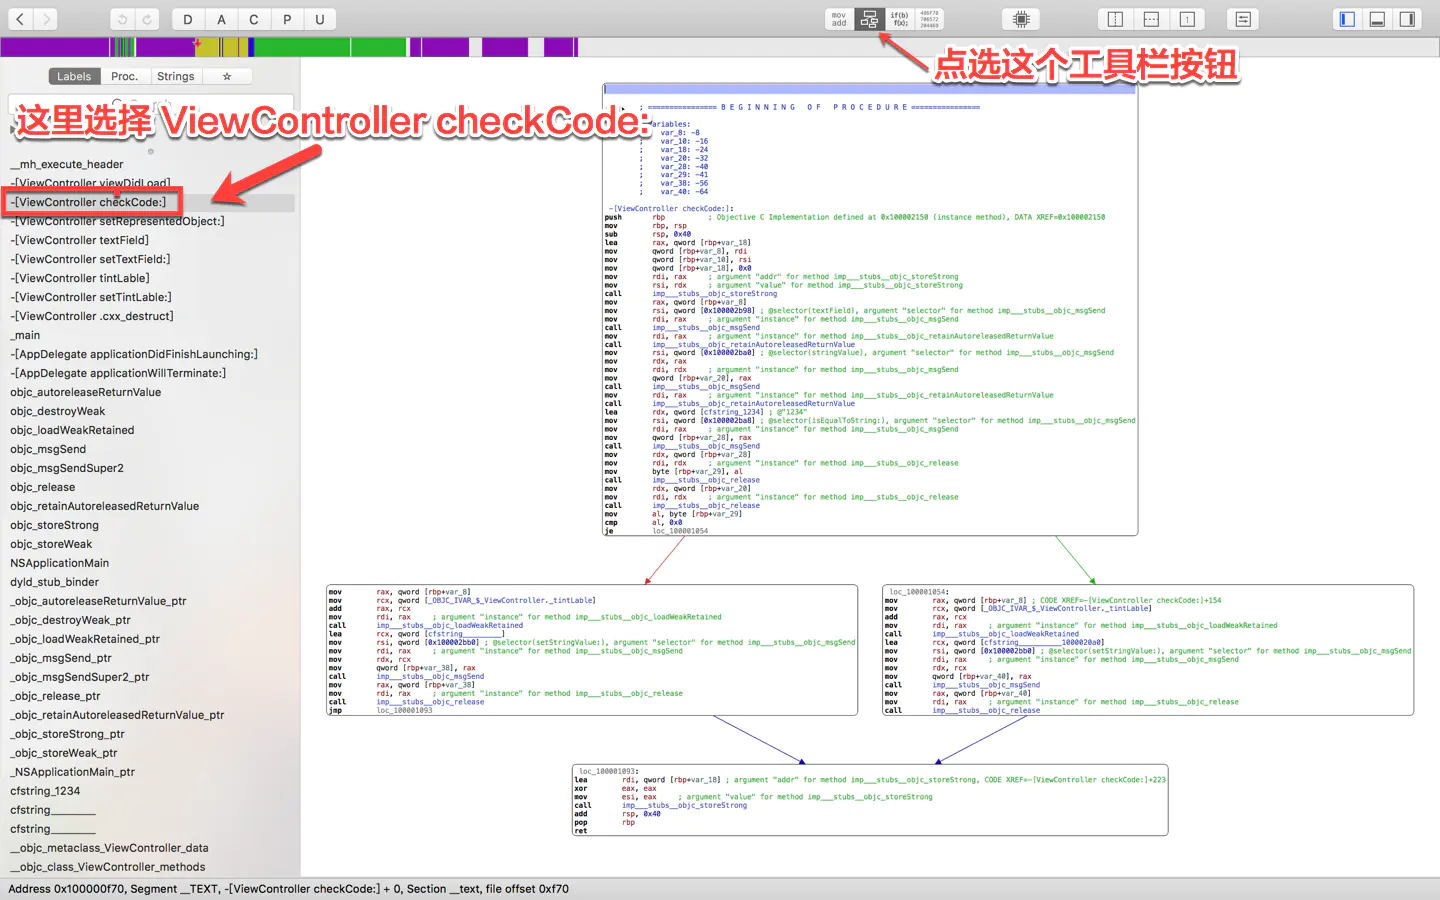 D A C P U
mov
add
if(b)
f(x);
点选这个工具栏按钮
Labels Proc. Strings ☆
这里选择 ViewController checkCode:
__mh_execute_header
-[ViewController viewDidLoad]
-[ViewController checkCode:]
-[ViewController setRepresentedObject:]
-[ViewController textField]
-[ViewController setTextField:]
-[ViewController tintLable]
-[ViewController setTintLable:]
-[ViewController .cxx_destruct]
_main
-[AppDelegate applicationDidFinishLaunching:]
-[AppDelegate applicationWillTerminate:]
objc_autoreleaseReturnValue
objc_destroyWeak
objc_loadWeakRetained
objc_msgSend
objc_msgSendSuper2
objc_release
objc_retainAutoreleasedReturnValue
objc_storeStrong
objc_storeWeak
NSApplicationMain
dyld_stub_binder
_objc_autoreleaseReturnValue_ptr
_objc_destroyWeak_ptr
_objc_loadWeakRetained_ptr
_objc_msgSend_ptr
_objc_msgSendSuper2_ptr
_objc_release_ptr
_objc_retainAutoreleasedReturnValue_ptr
_objc_storeStrong_ptr
_objc_storeWeak_ptr
_NSApplicationMain_ptr
cfstring_1234
cfstring________
cfstring________
__objc_metaclass_ViewController_data
__objc_class_ViewController_methods
; ================ B E G I N N I N G   O F   P R O C E D U R E ================
; Variables:
; var_8: -8
; var_10: -16
; var_18: -24
; var_20: -32
; var_28: -40
; var_29: -41
; var_38: -56
; var_40: -64
-[ViewController checkCode:]:
push rbp ; Objective C Implementation defined at 0x100002150 (instance method), DATA XREF=0x100002150
mov rbp, rsp
sub rsp, 0x40
lea rax, qword [rbp+var_18]
mov qword [rbp+var_8], rdi
mov qword [rbp+var_10], rsi
mov qword [rbp+var_18], 0x0
mov rdi, rax ; argument "addr" for method imp___stubs__objc_storeStrong
mov rsi, rdx ; argument "value" for method imp___stubs__objc_storeStrong
call imp___stubs__objc_storeStrong
mov rax, qword [rbp+var_8]
mov rsi, qword [0x100002b98] ; @selector(textField), argument "selector" for method imp___stubs__objc_msgSend
mov rdi, rax ; argument "instance" for method imp___stubs__objc_msgSend
call imp___stubs__objc_msgSend
mov rdi, rax ; argument "instance" for method imp___stubs__objc_retainAutoreleasedReturnValue
call imp___stubs__objc_retainAutoreleasedReturnValue
mov rsi, qword [0x100002ba0] ; @selector(stringValue), argument "selector" for method imp___stubs__objc_msgSend
mov rdx, rax
mov rdi, rdx ; argument "instance" for method imp___stubs__objc_msgSend
mov qword [rbp+var_20], rax
call imp___stubs__objc_msgSend
mov rdi, rax ; argument "instance" for method imp___stubs__objc_retainAutoreleasedReturnValue
call imp___stubs__objc_retainAutoreleasedReturnValue
lea rdx, qword [cfstring_1234] ; @"1234"
mov rsi, qword [0x100002ba8] ; @selector(isEqualToString:), argument "selector" for method imp___stubs__objc_msgSend
mov rdi, rax ; argument "instance" for method imp___stubs__objc_msgSend
mov qword [rbp+var_28], rax
call imp___stubs__objc_msgSend
mov rdx, qword [rbp+var_28]
mov rdi, rdx ; argument "instance" for method imp___stubs__objc_release
mov byte [rbp+var_29], al
call imp___stubs__objc_release
mov rdx, qword [rbp+var_20]
mov rdi, rdx ; argument "instance" for method imp___stubs__objc_release
call imp___stubs__objc_release
mov al, byte [rbp+var_29]
cmp al, 0x0
je loc_100001054
mov rax, qword [rbp+var_8]
mov rcx, qword [_OBJC_IVAR_$_ViewController._tintLable]
add rax, rcx
mov rdi, rax ; argument "instance" for method imp___stubs__objc_loadWeakRetained
call imp___stubs__objc_loadWeakRetained
lea rcx, qword [cfstring________]
mov rsi, qword [0x100002bb0] ; @selector(setStringValue:), argument "selector" for method imp___stubs__objc_msgSend
mov rdi, rax ; argument "instance" for method imp___stubs__objc_msgSend
mov rdx, rcx
mov qword [rbp+var_38], rax
call imp___stubs__objc_msgSend
mov rax, qword [rbp+var_38]
mov rdi, rax ; argument "instance" for method imp___stubs__objc_release
call imp___stubs__objc_release
jmp loc_100001093
loc_100001054:
mov rax, qword [rbp+var_8] ; CODE XREF=-[ViewController checkCode:]+154
mov rcx, qword [_OBJC_IVAR_$_ViewController._tintLable]
add rax, rcx
mov rdi, rax ; argument "instance" for method imp___stubs__objc_loadWeakRetained
call imp___stubs__objc_loadWeakRetained
lea rcx, qword [cfstring__________1000020a0]
mov rsi, qword [0x100002bb0] ; @selector(setStringValue:), argument "selector" for method imp___stubs__objc_msgSend
mov rdi, rax ; argument "instance" for method imp___stubs__objc_msgSend
mov rdx, rcx
mov qword [rbp+var_40], rax
call imp___stubs__objc_msgSend
mov rax, qword [rbp+var_40]
mov rdi, rax ; argument "instance" for method imp___stubs__objc_release
call imp___stubs__objc_release
loc_100001093:
lea rdi, qword [rbp+var_18] ; argument "addr" for method imp___stubs__objc_storeStrong, CODE XREF=-[ViewController checkCode:]+223
xor eax, eax
mov esi, eax ; argument "value" for method imp___stubs__objc_storeStrong
call imp___stubs__objc_storeStrong
add rsp, 0x40
pop rbp
ret
Address 0x100000f70, Segment __TEXT, -[ViewController checkCode:] + 0, Section __text, file offset 0xf70